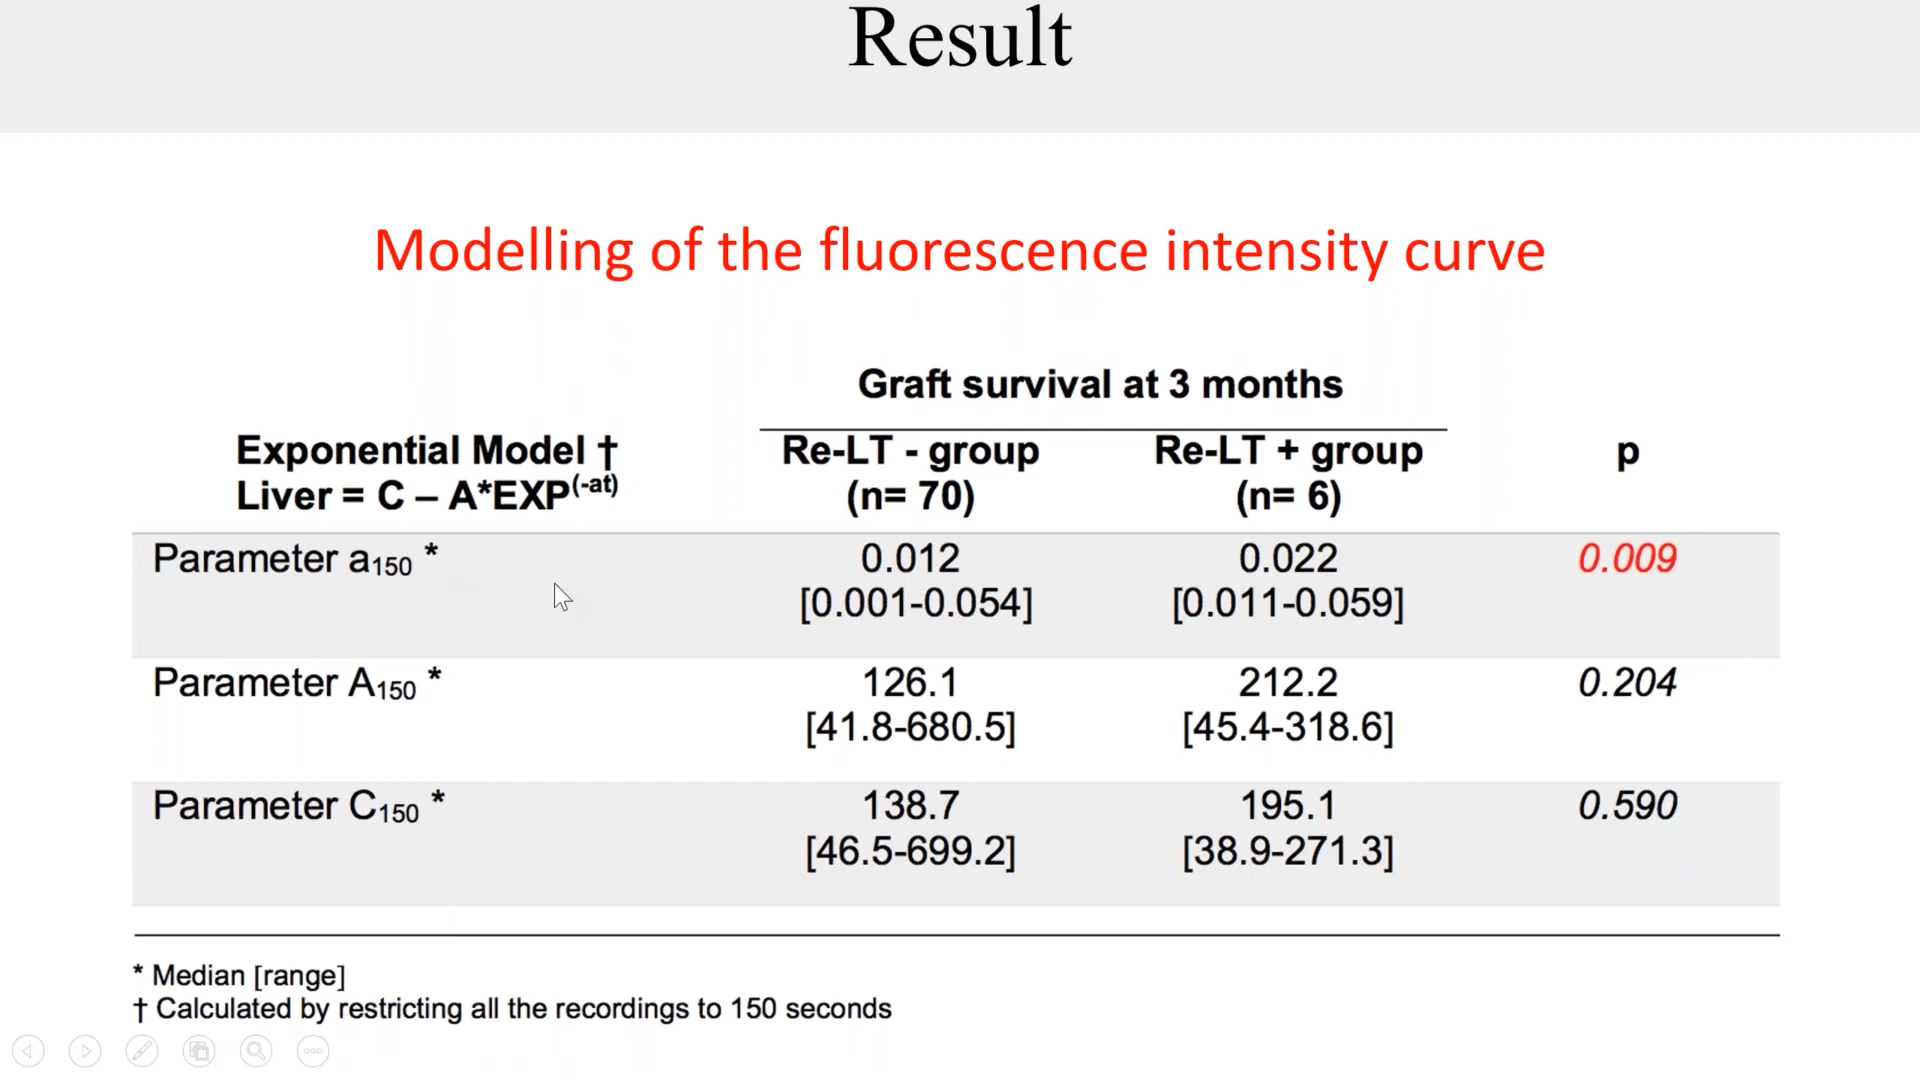 Result
Modelling of the fluorescence intensity curve
Graft survival at 3 months
Exponential Model † Re-LT - group Re-LT + group p
Liver = C – A*EXP(-at) (n= 70) (n= 6)
Parameter a150 * 0.012 0.022 0.009
[0.001-0.054] [0.011-0.059]
Parameter A150 * 126.1 212.2 0.204
[41.8-680.5] [45.4-318.6]
Parameter C150 * 138.7 195.1 0.590
[46.5-699.2] [38.9-271.3]
* Median [range]
† Calculated by restricting all the recordings to 150 seconds